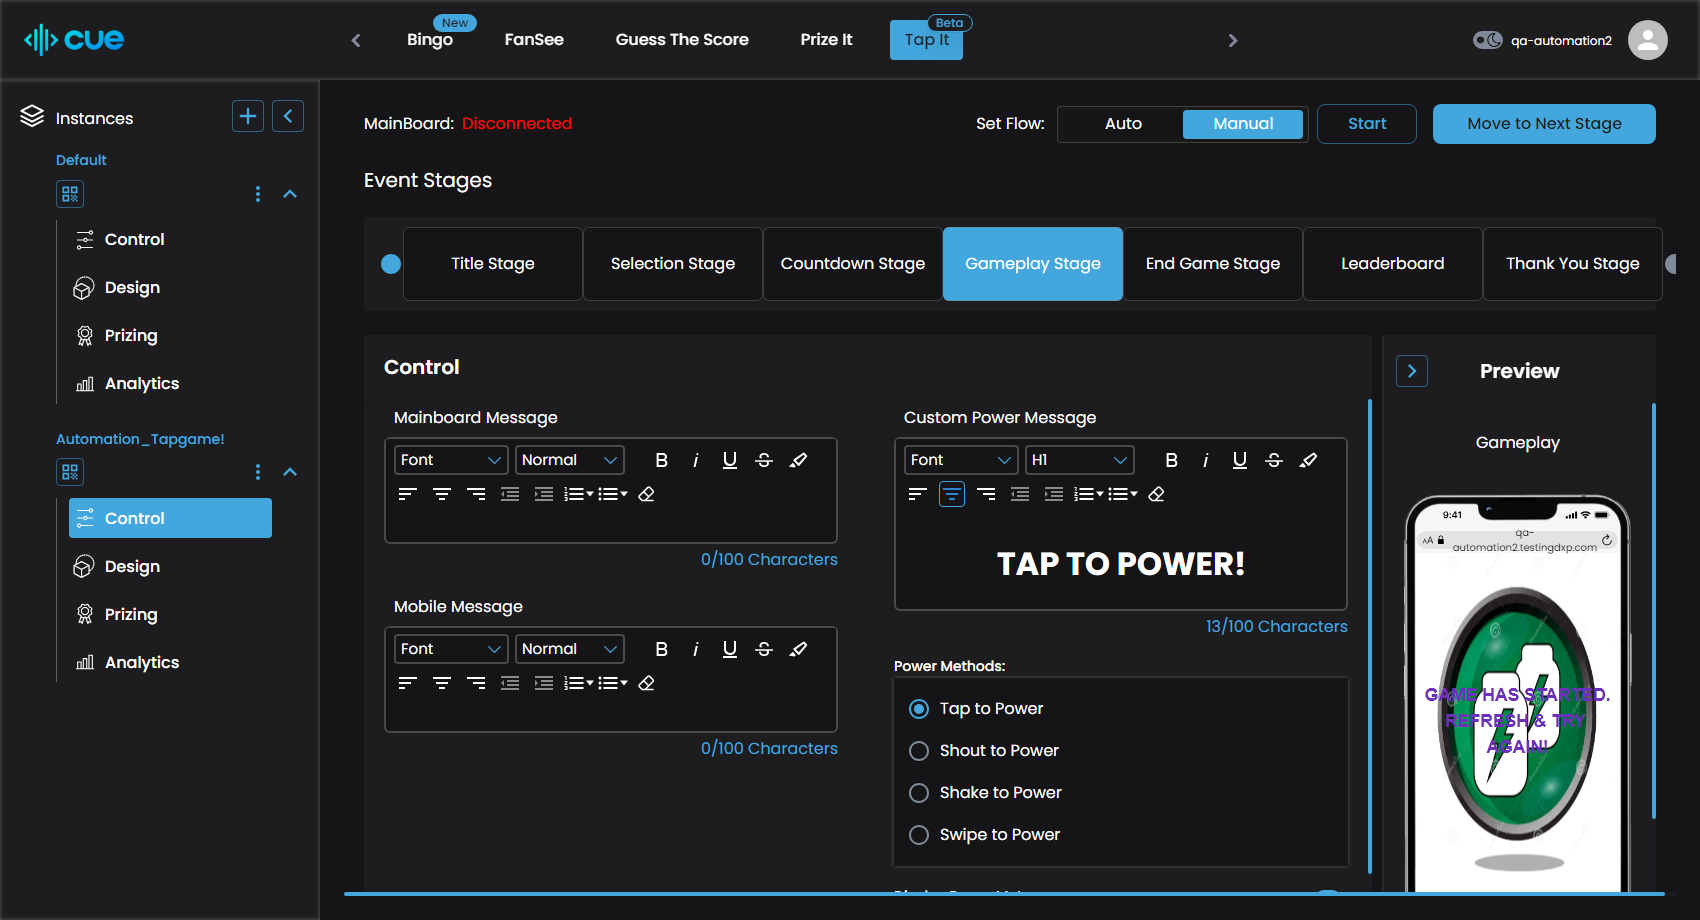 cue
New
Bingo
FanSee
Guess The Score
Prize It
Beta
Tap It
qa-automation2
Instances
Default
Control
Design
Prizing
Analytics
Automation_Tapgame!
Control
Design
Prizing
Analytics
MainBoard: Disconnected
Set Flow:
Auto
Manual
Start
Move to Next Stage
Event Stages
Title Stage
Selection Stage
Countdown Stage
Gameplay Stage
End Game Stage
Leaderboard
Thank You Stage
Control
Mainboard Message
Font
Normal
B i U S
0/100 Characters
Mobile Message
Font
Normal
B i U S
0/100 Characters
Custom Power Message
Font
H1
B i U S
TAP TO POWER!
13/100 Characters
Power Methods:
Tap to Power
Shout to Power
Shake to Power
Swipe to Power
Preview
Gameplay
9:41
AA
qa-
automation2.testingdxp.com
GAME HAS STARTED.
REFRESH & TRY
AGAIN!